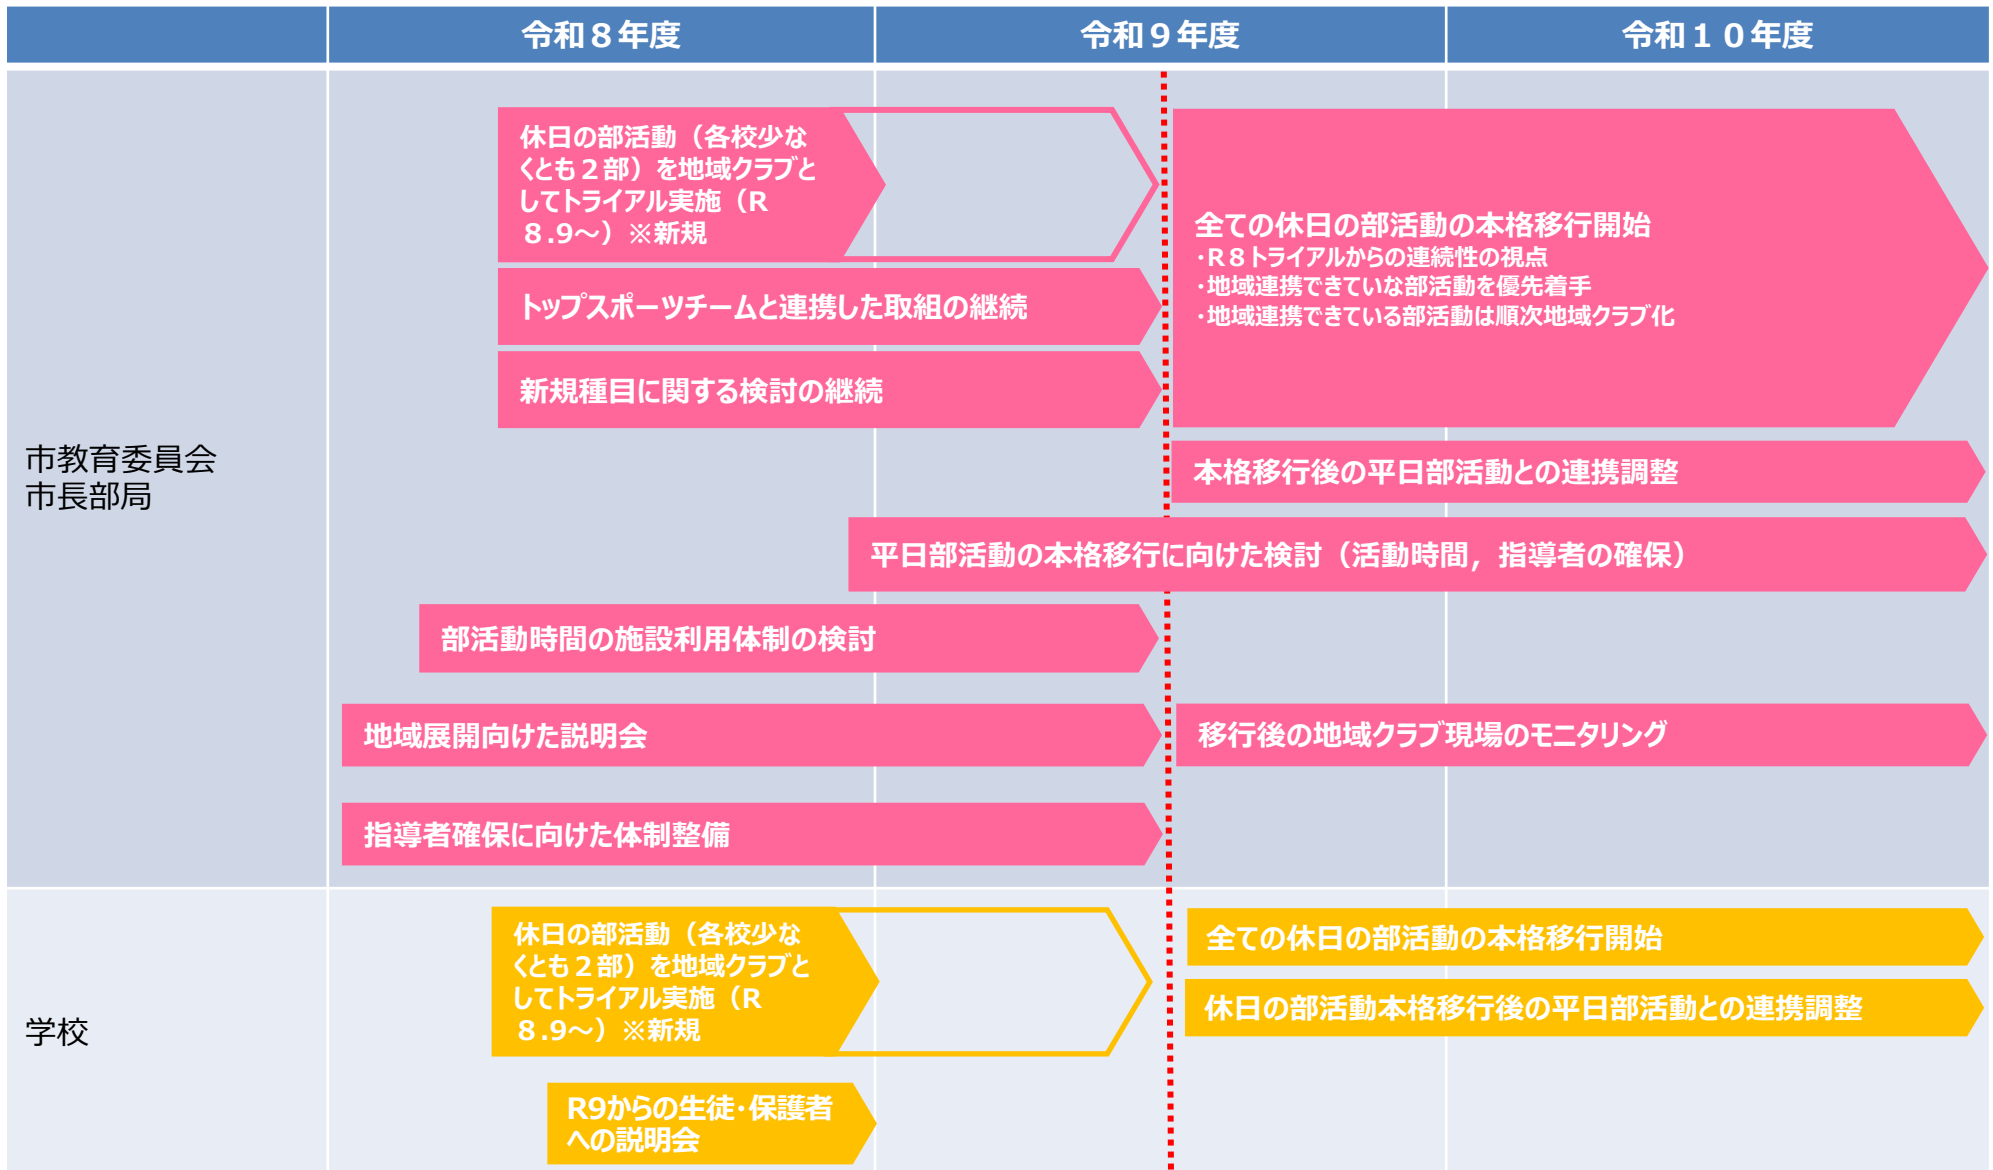 令和８年度
令和９年度
令和１０年度
市教育委員会
市長部局
休日の部活動（各校少な
くとも２部）を地域クラブと
してトライアル実施（R
８.９～）※新規
トップスポーツチームと連携した取組の継続
新規種目に関する検討の継続
全ての休日の部活動の本格移行開始
・R８トライアルからの連続性の視点
・地域連携できていな部活動を優先着手
・地域連携できている部活動は順次地域クラブ化
本格移行後の平日部活動との連携調整
平日部活動の本格移行に向けた検討（活動時間，指導者の確保）
部活動時間の施設利用体制の検討
地域展開向けた説明会
移行後の地域クラブ現場のモニタリング
指導者確保に向けた体制整備
学校
休日の部活動（各校少な
くとも２部）を地域クラブと
してトライアル実施（R
８.９～）※新規
全ての休日の部活動の本格移行開始
休日の部活動本格移行後の平日部活動との連携調整
R9からの生徒・保護者
への説明会